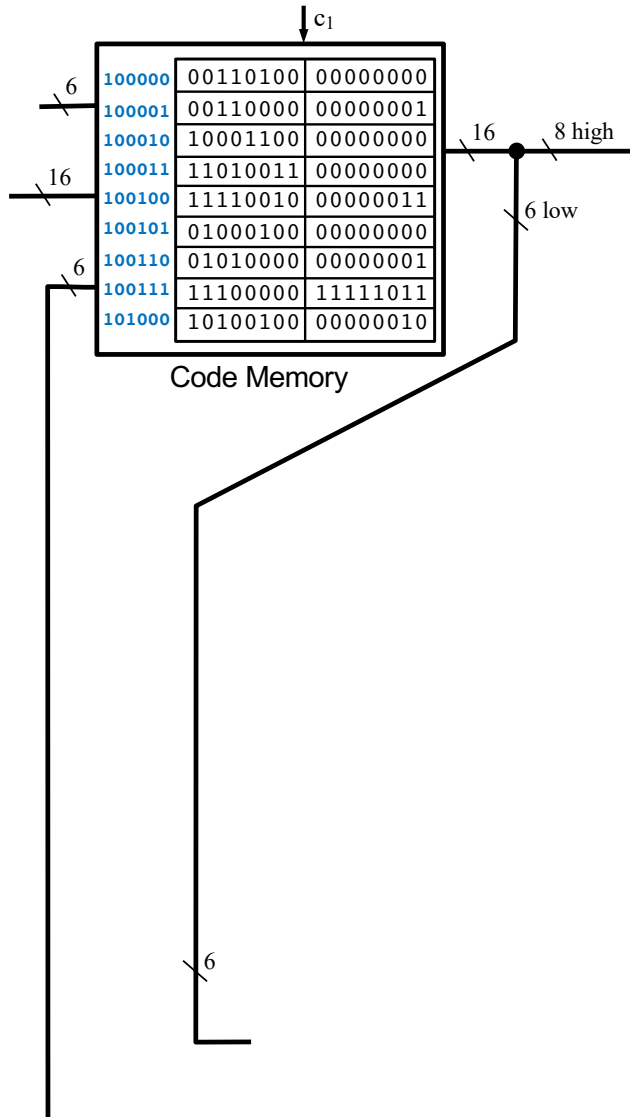 c1
6
16
6
100000 00110100 00000000
100001 00110000 00000001
100010 10001100 00000000
100011 11010011 00000000
100100 11110010 00000011
100101 01000100 00000000
100110 01010000 00000001
100111 11100000 11111011
101000 10100100 00000010
16
8 high
6 low
Code Memory
6